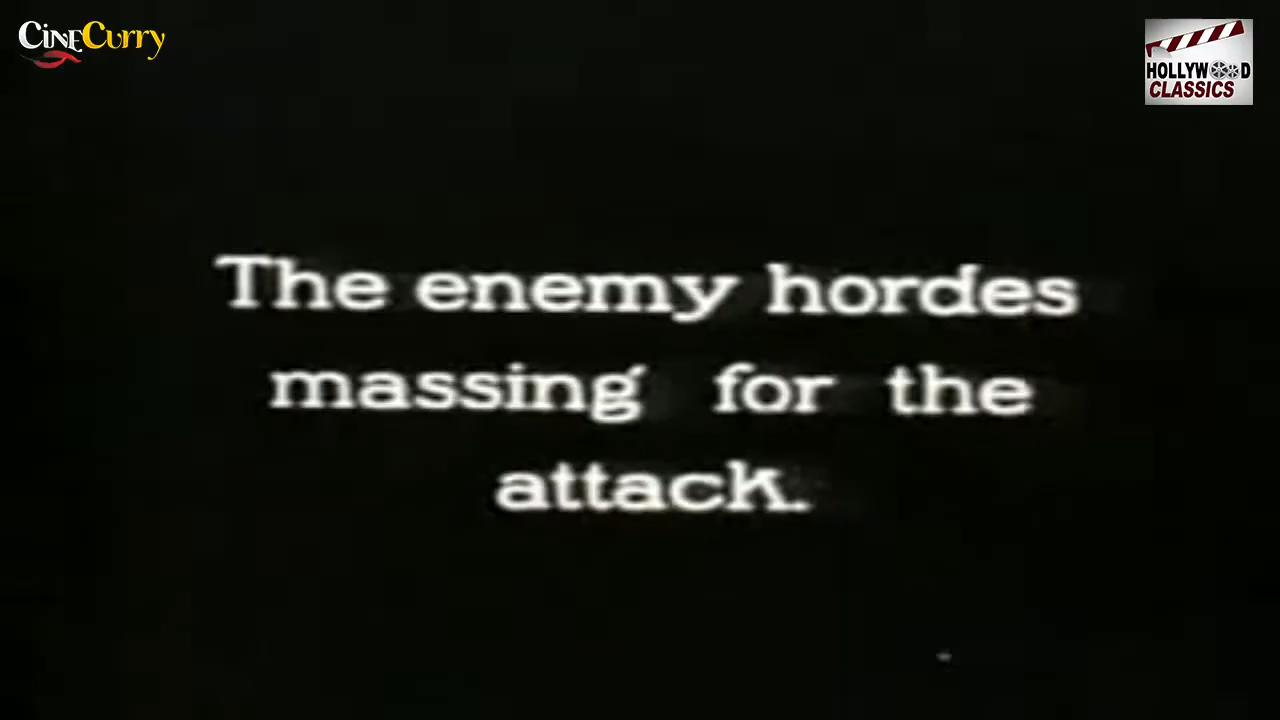 CineCurry
HOLLYWOOD
CLASSICS
The enemy hordes
massing for the
attack.